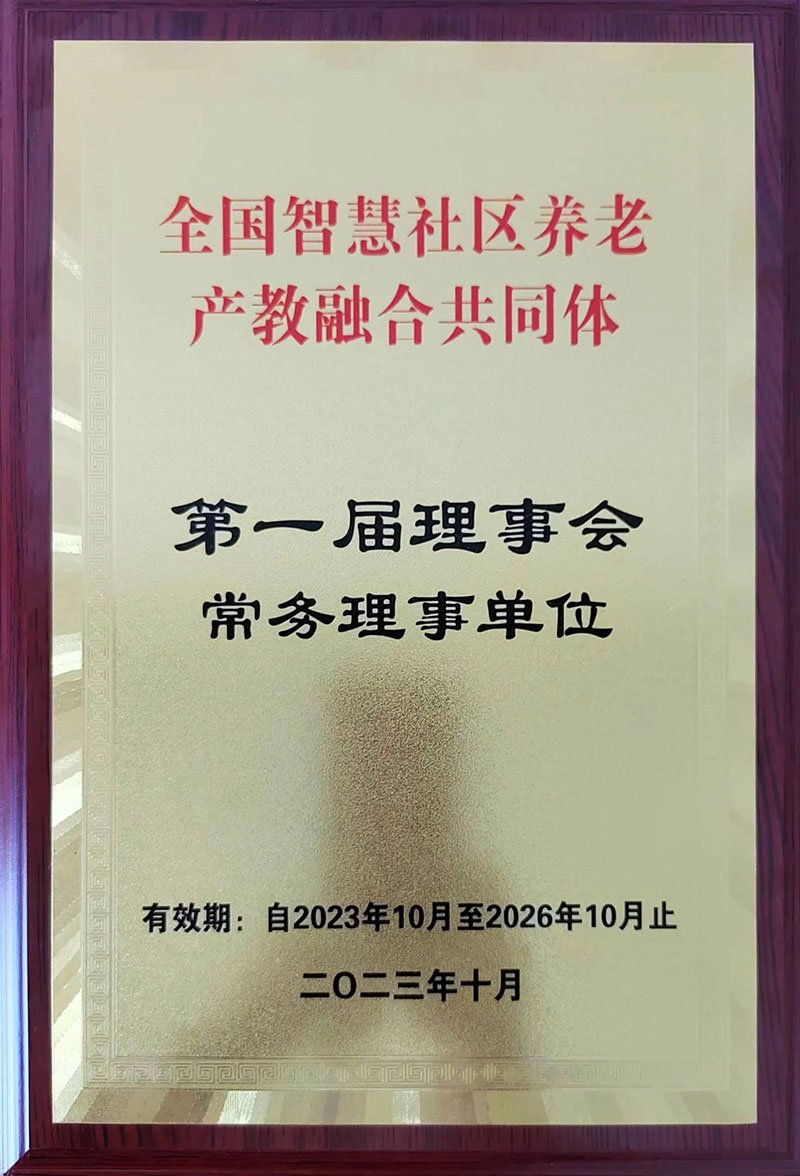 全国智慧社区养老
产教融合共同体
第一届理事会
常务理事单位
有效期：自2023年10月至2026年10月止
二〇二三年十月